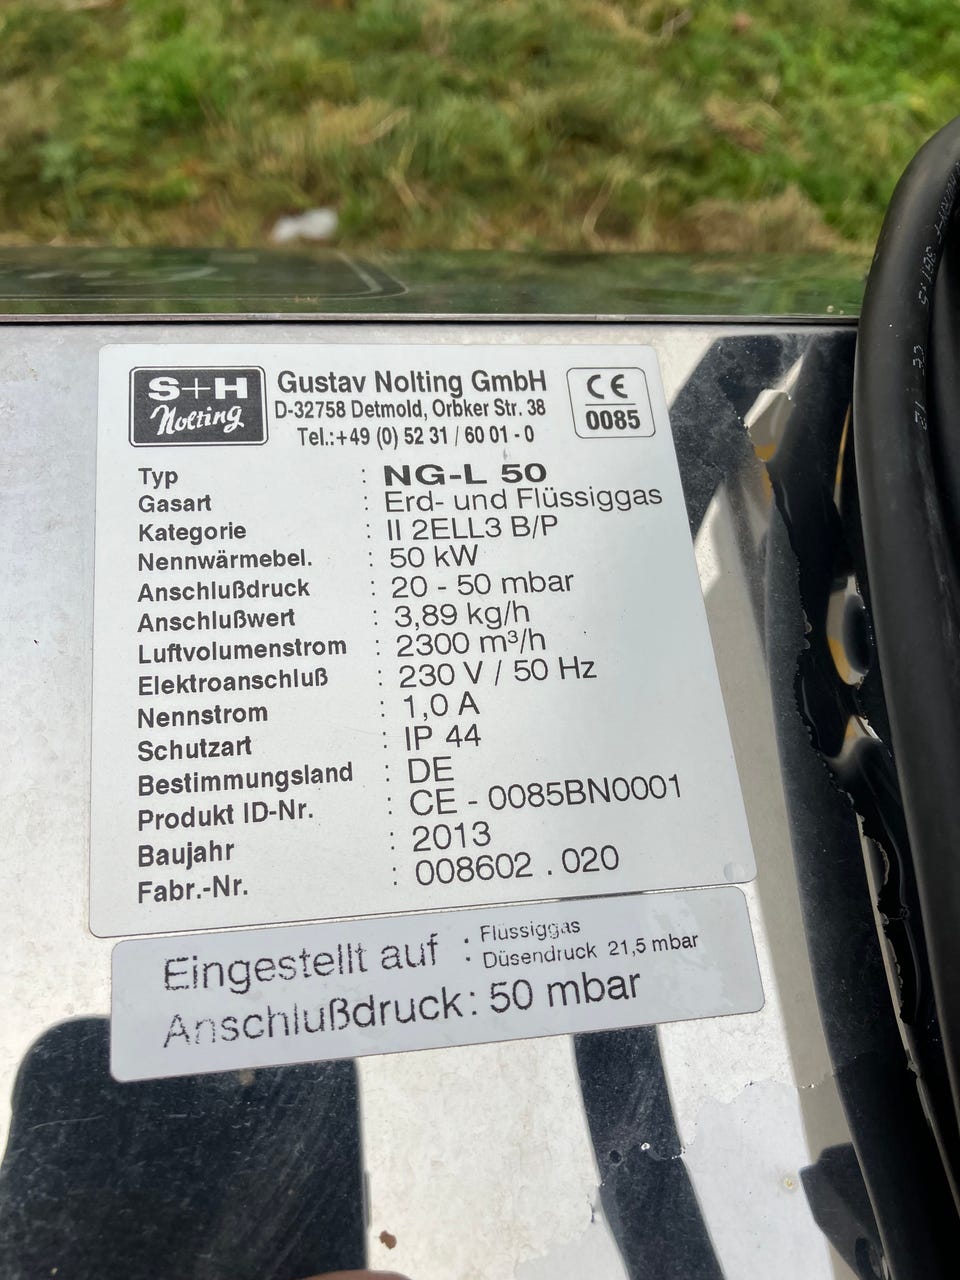 S+H
Nolting
Gustav Nolting GmbH
D-32758 Detmold, Orbker Str. 38
Tel.:+49 (0) 52 31 / 60 01 - 0
CE
0085
Typ : NG-L 50
Gasart : Erd- und Flüssiggas
Kategorie : II 2ELL3 B/P
Nennwärmebel. : 50 kW
Anschlußdruck : 20 - 50 mbar
Anschlußwert : 3,89 kg/h
Luftvolumenstrom : 2300 m³/h
Elektroanschluß : 230 V / 50 Hz
Nennstrom : 1,0 A
Schutzart : IP 44
Bestimmungsland : DE
Produkt ID-Nr. : CE - 0085BN0001
Baujahr : 2013
Fabr.-Nr. : 008602 . 020
Eingestellt auf : Flüssiggas
: Düsendruck 21,5 mbar
Anschlußdruck: 50 mbar